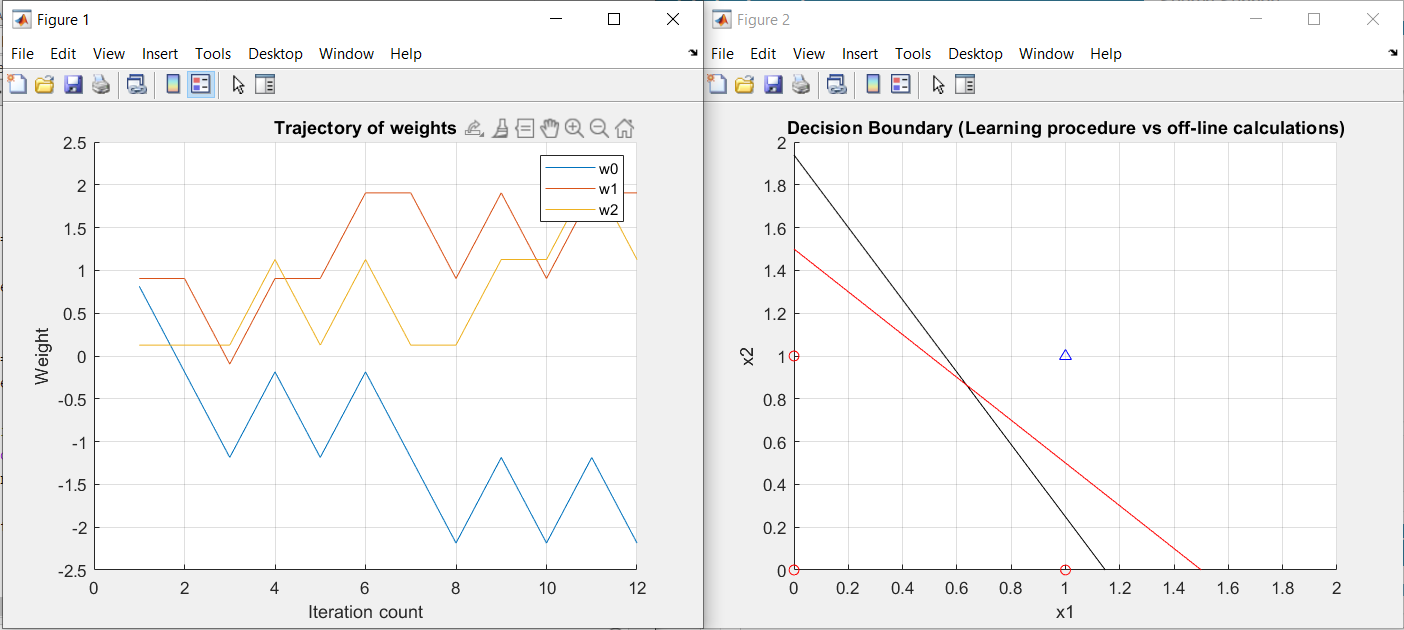 Figure 1
File Edit View Insert Tools Desktop Window Help
Trajectory of weights
2.5
2
1.5
1
0.5
0
-0.5
-1
-1.5
-2
-2.5
Weight
w0
w1
w2
0 2 4 6 8 10 12
Iteration count
Figure 2
File Edit View Insert Tools Desktop Window Help
Decision Boundary (Learning procedure vs off-line calculations)
2
1.8
1.6
1.4
1.2
1
0.8
0.6
0.4
0.2
0
x2
0 0.2 0.4 0.6 0.8 1 1.2 1.4 1.6 1.8 2
x1